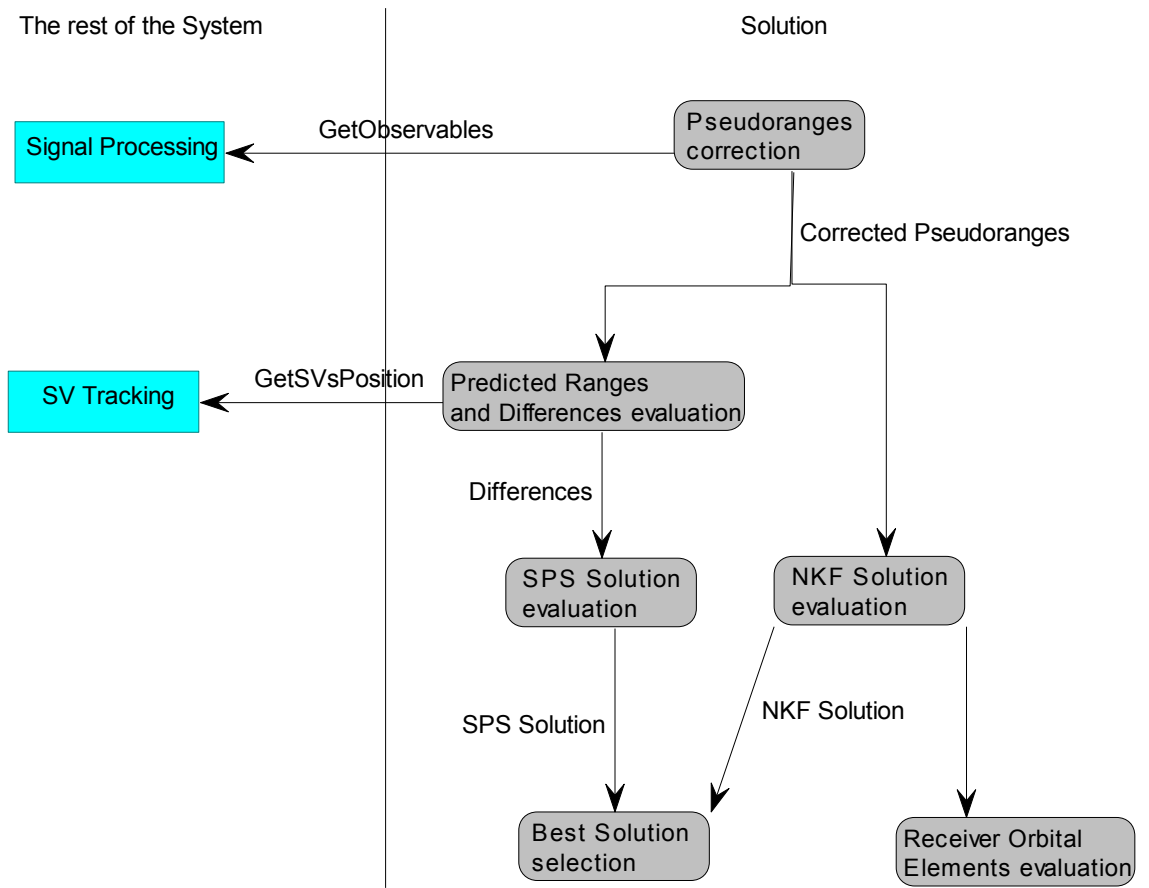 The rest of the System
Solution
Signal Processing
GetObservables
Pseudoranges
correction
Corrected Pseudoranges
SV Tracking
GetSVsPosition
Predicted Ranges
and Differences evaluation
Differences
SPS Solution
evaluation
NKF Solution
evaluation
SPS Solution
NKF Solution
Best Solution
selection
Receiver Orbital
Elements evaluation